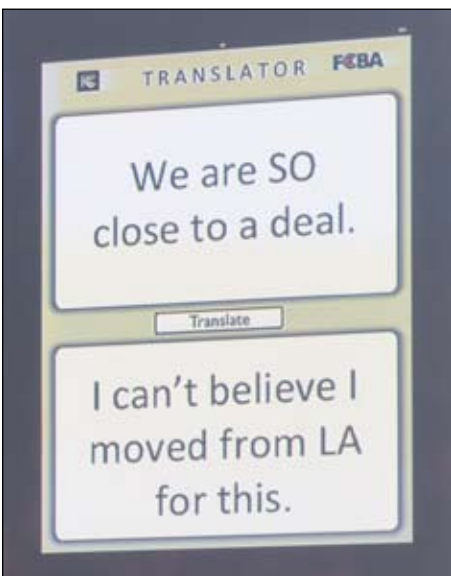 TRANSLATOR FCBA
We are SO
close to a deal.
Translate
I can't believe I
moved from LA
for this.